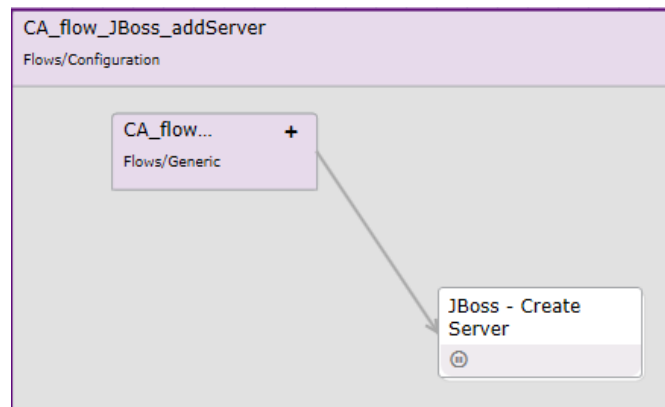 CA_flow_JBoss_addServer
Flows/Configuration
CA_flow... +
Flows/Generic
JBoss - Create
Server